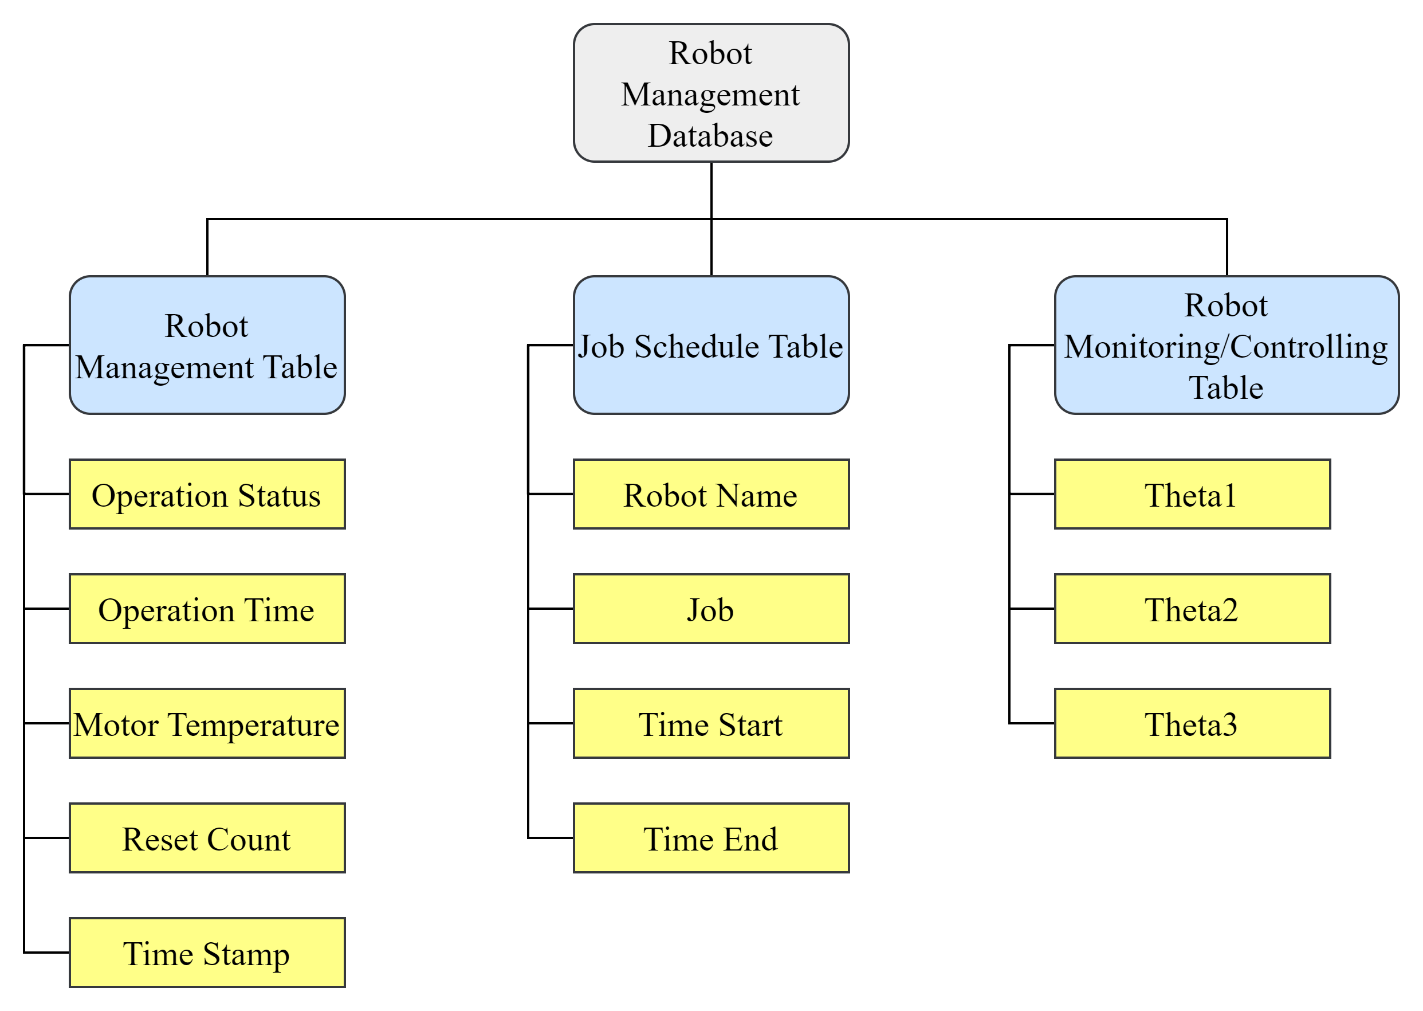 Robot
Management
Database
Robot
Management Table
Job Schedule Table
Robot
Monitoring/Controlling
Table
Operation Status
Operation Time
Motor Temperature
Reset Count
Time Stamp
Robot Name
Job
Time Start
Time End
Theta1
Theta2
Theta3